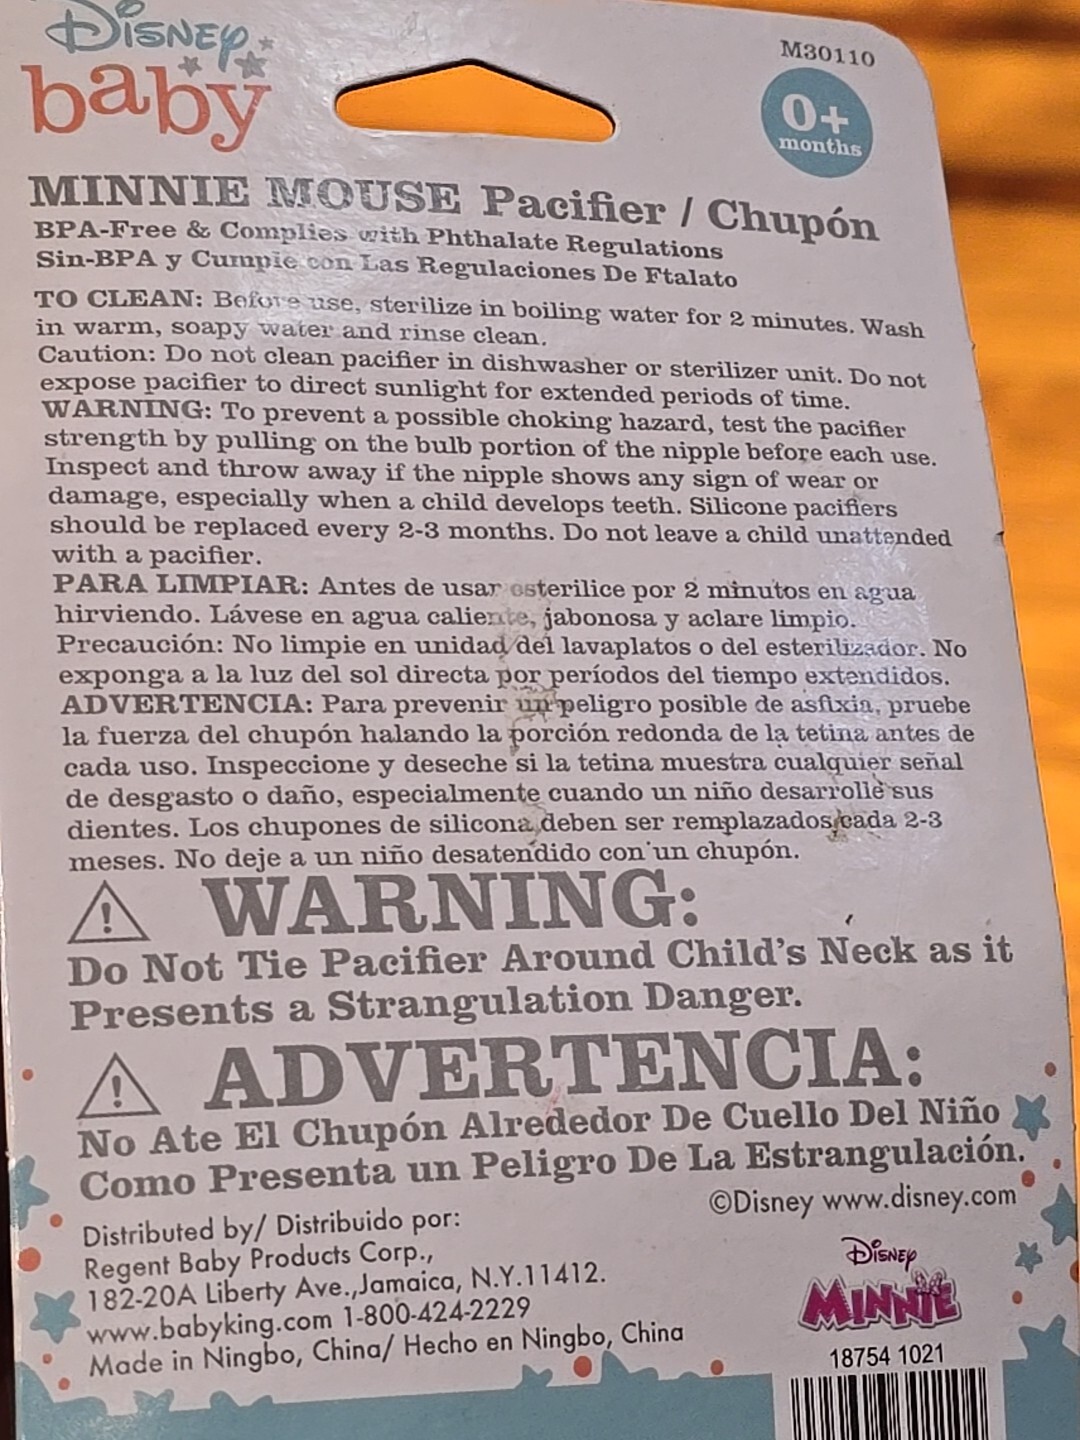 Disney
baby
M30110
0+
months
MINNIE MOUSE Pacifier / Chupón
BPA-Free & Complies with Phthalate Regulations
Sin-BPA y Cumple con Las Regulaciones De Ftalato
TO CLEAN: Before use, sterilize in boiling water for 2 minutes. Wash
in warm, soapy water and rinse clean.
Caution: Do not clean pacifier in dishwasher or sterilizer unit. Do not
expose pacifier to direct sunlight for extended periods of time.
WARNING: To prevent a possible choking hazard, test the pacifier
strength by pulling on the bulb portion of the nipple before each use.
Inspect and throw away if the nipple shows any sign of wear or
damage, especially when a child develops teeth. Silicone pacifiers
should be replaced every 2-3 months. Do not leave a child unattended
with a pacifier.
PARA LIMPIAR: Antes de usar esterilice por 2 minutos en agua
hirviendo. Lávese en agua caliente, jabonosa y aclare limpio.
Precaución: No limpie en unidad del lavaplatos o del esterilizador. No
exponga a la luz del sol directa por períodos del tiempo extendidos.
ADVERTENCIA: Para prevenir un peligro posible de asfixia, pruebe
la fuerza del chupón halando la porción redonda de la tetina antes de
cada uso. Inspeccione y deseche si la tetina muestra cualquier señal
de desgasto o daño, especialmente cuando un niño desarrolle sus
dientes. Los chupones de silicona deben ser remplazados cada 2-3
meses. No deje a un niño desatendido con un chupón.
WARNING:
Do Not Tie Pacifier Around Child's Neck as it
Presents a Strangulation Danger.
ADVERTENCIA:
No Ate El Chupón Alrededor De Cuello Del Niño
Como Presenta un Peligro De La Estrangulación.
©Disney www.disney.com
Distributed by/ Distribuido por:
Regent Baby Products Corp.,
182-20A Liberty Ave.,Jamaica, N.Y.11412.
www.babyking.com 1-800-424-2229
Made in Ningbo, China/ Hecho en Ningbo, China
Disney
MINNIE
18754 1021